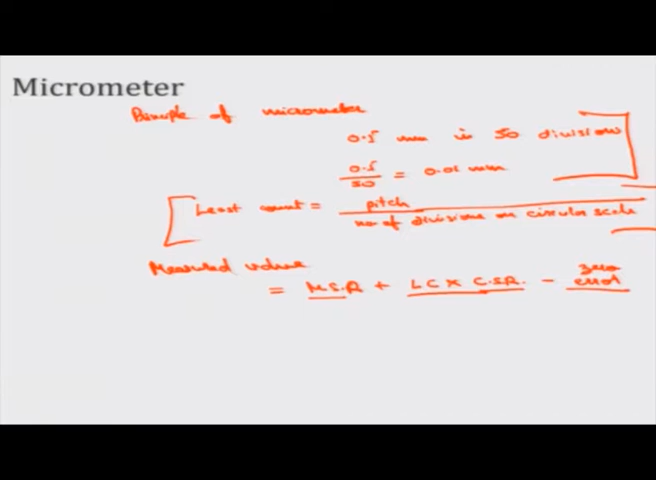 Micrometer
Principle of micrometer
0.5 mm in 50 divisions
0.5/50 = 0.01 mm
Least count = pitch / no of divisions on circular scale
Measured value
= M.S.R + LC × C.S.R. - zero error